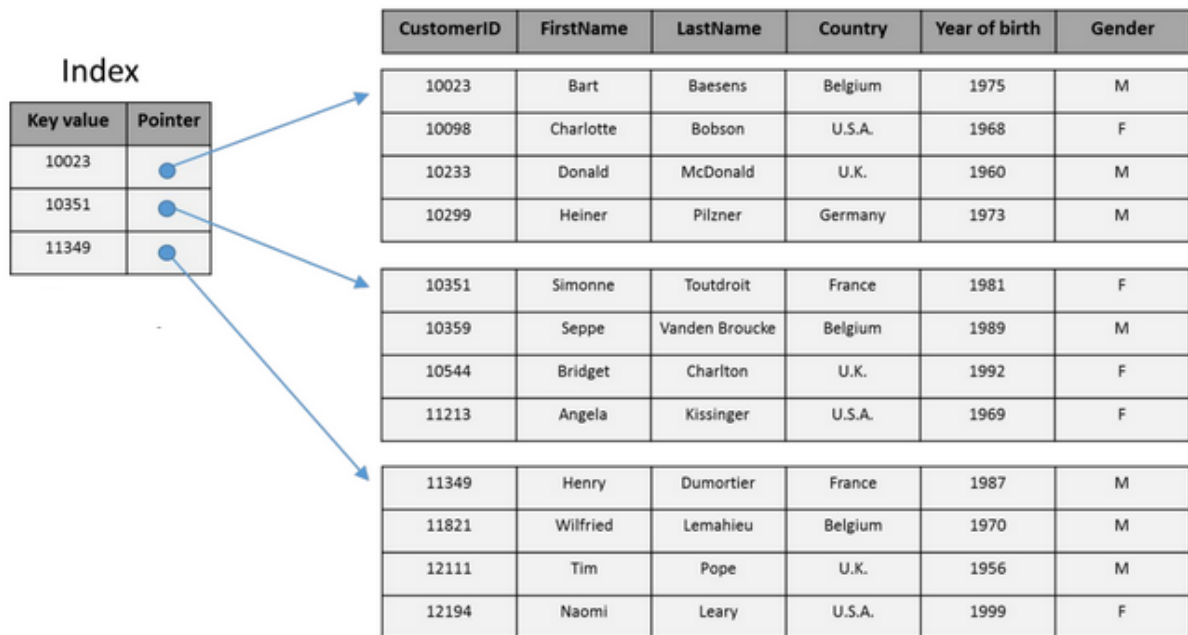 Index
Key value Pointer
10023
10351
11349
CustomerID FirstName LastName Country Year of birth Gender
10023 Bart Baesens Belgium 1975 M
10098 Charlotte Bobson U.S.A. 1968 F
10233 Donald McDonald U.K. 1960 M
10299 Heiner Pilzner Germany 1973 M
10351 Simonne Toutdroit France 1981 F
10359 Seppe Vanden Broucke Belgium 1989 M
10544 Bridget Charlton U.K. 1992 F
11213 Angela Kissinger U.S.A. 1969 F
11349 Henry Dumortier France 1987 M
11821 Wilfried Lemahieu Belgium 1970 M
12111 Tim Pope U.K. 1956 M
12194 Naomi Leary U.S.A. 1999 F